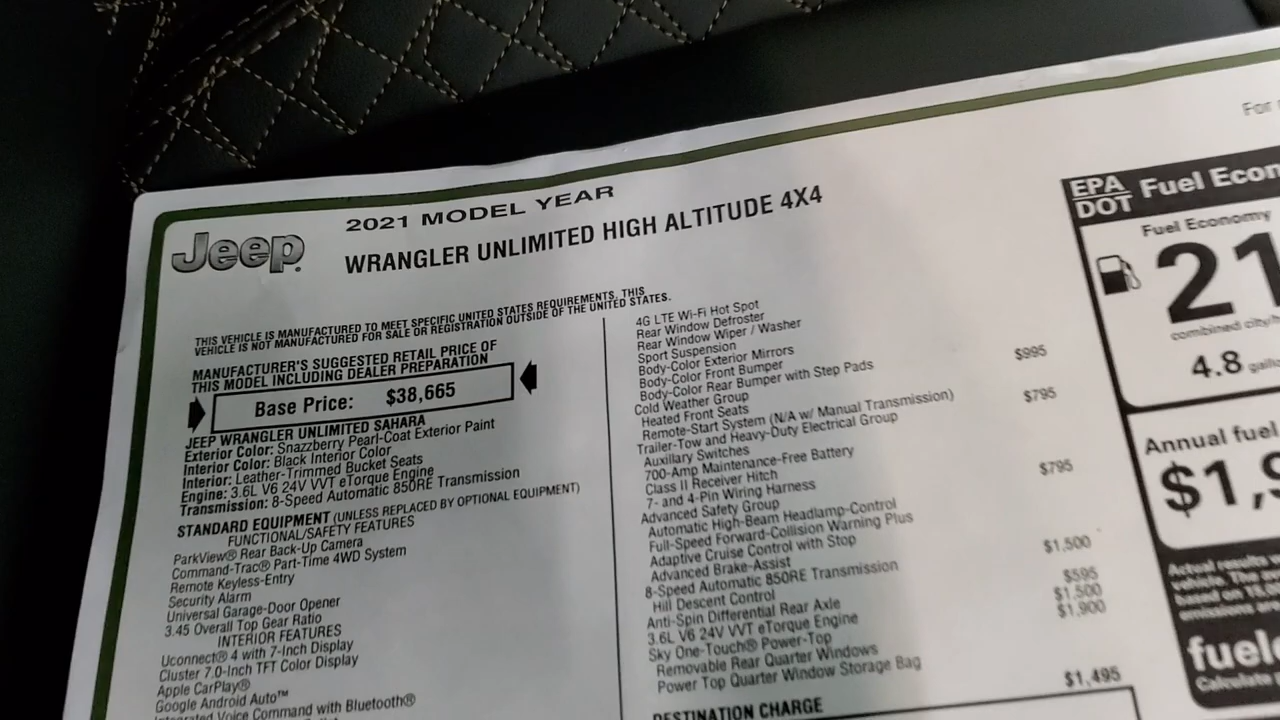 For
Jeep
2021 MODEL YEAR
WRANGLER UNLIMITED HIGH ALTITUDE 4X4
THIS VEHICLE IS MANUFACTURED TO MEET SPECIFIC UNITED STATES REQUIREMENTS. THIS
VEHICLE IS NOT MANUFACTURED FOR SALE OR REGISTRATION OUTSIDE OF THE UNITED STATES.
MANUFACTURER'S SUGGESTED RETAIL PRICE OF
THIS MODEL INCLUDING DEALER PREPARATION
Base Price: $38,665
JEEP WRANGLER UNLIMITED SAHARA
Exterior Color: Snazzberry Pearl-Coat Exterior Paint
Interior Color: Black Interior Color
Interior: Leather-Trimmed Bucket Seats
Engine: 3.6L V6 24V VVT eTorque Engine
Transmission: 8-Speed Automatic 850RE Transmission
STANDARD EQUIPMENT (UNLESS REPLACED BY OPTIONAL EQUIPMENT)
FUNCTIONAL/SAFETY FEATURES
ParkView® Rear Back-Up Camera
Command-Trac® Part-Time 4WD System
Remote Keyless-Entry
Security Alarm
Universal Garage-Door Opener
3.45 Overall Top Gear Ratio
INTERIOR FEATURES
Uconnect® 4 with 7-Inch Display
Cluster 7.0-Inch TFT Color Display
Apple CarPlay®
Google Android Auto™
Integrated Voice Command with Bluetooth®
4G LTE Wi-Fi Hot Spot
Rear Window Defroster
Rear Window Wiper / Washer
Sport Suspension
Body-Color Exterior Mirrors
Body-Color Front Bumper
Body-Color Rear Bumper with Step Pads
Cold Weather Group $995
Heated Front Seats
Remote-Start System (N/A w/ Manual Transmission)
Trailer-Tow and Heavy-Duty Electrical Group $795
Auxiliary Switches
700-Amp Maintenance-Free Battery
Class II Receiver Hitch
7- and 4-Pin Wiring Harness
Advanced Safety Group $795
Automatic High-Beam Headlamp-Control
Full-Speed Forward-Collision Warning Plus
Adaptive Cruise Control with Stop
Advanced Brake-Assist
8-Speed Automatic 850RE Transmission $1,500
Hill Descent Control
Anti-Spin Differential Rear Axle $595
3.6L V6 24V VVT eTorque Engine $1,500
Sky One-Touch® Power-Top $1,900
Removable Rear Quarter Windows
Power Top Quarter Window Storage Bag
DESTINATION CHARGE $1,495
EPA
DOT
Fuel Econ
Fuel Economy
21
combined city/h
4.8
Annual fuel
$1,9
Actual results
fuele
Calculate